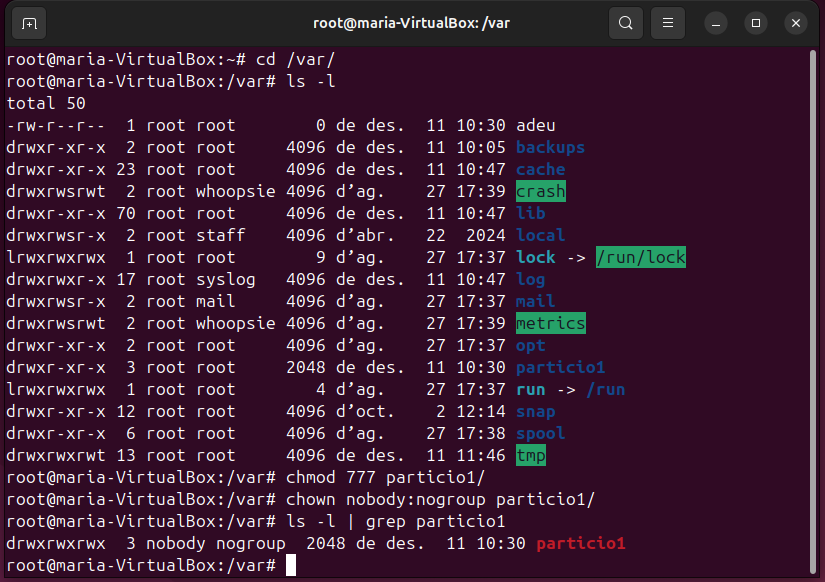 root@maria-VirtualBox: /var
root@maria-VirtualBox:~# cd /var/
root@maria-VirtualBox:/var# ls -l
total 50
-rw-r--r--  1 root root        0 de des.  11 10:30 adeu
drwxr-xr-x  2 root root     4096 de des.  11 10:05 backups
drwxr-xr-x 23 root root     4096 de des.  11 10:47 cache
drwxrwsrwt  2 root whoopsie 4096 d’ag.    27 17:39 crash
drwxr-xr-x 70 root root     4096 de des.  11 10:47 lib
drwxrwsr-x  2 root staff    4096 d’abr.   22  2024 local
lrwxrwxrwx  1 root root        9 d’ag.    27 17:37 lock -> /run/lock
drwxrwxr-x 17 root syslog   4096 de des.  11 10:47 log
drwxrwsr-x  2 root mail     4096 d’ag.    27 17:37 mail
drwxrwsrwt  2 root whoopsie 4096 d’ag.    27 17:39 metrics
drwxr-xr-x  2 root root     4096 d’ag.    27 17:37 opt
drwxr-xr-x  3 root root     2048 de des.  11 10:30 particio1
lrwxrwxrwx  1 root root        4 d’ag.    27 17:37 run -> /run
drwxr-xr-x 12 root root     4096 d’oct.    2 12:14 snap
drwxr-xr-x  6 root root     4096 d’ag.    27 17:38 spool
drwxrwxrwt 13 root root     4096 de des.  11 11:46 tmp
root@maria-VirtualBox:/var# chmod 777 particio1/
root@maria-VirtualBox:/var# chown nobody:nogroup particio1/
root@maria-VirtualBox:/var# ls -l | grep particio1
drwxrwxrwx  3 nobody nogroup  2048 de des.  11 10:30 particio1
root@maria-VirtualBox:/var#